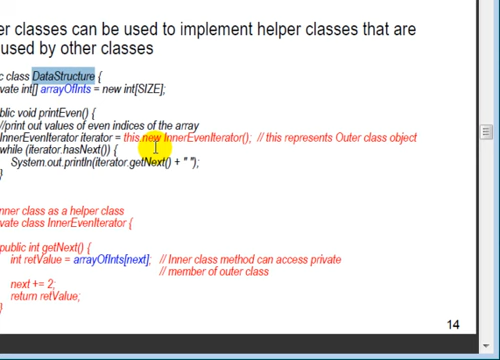 er classes can be used to implement helper classes that are
used by other classes
c class DataStructure {
vate int[] arrayOfInts = new int[SIZE];
blic void printEven() {
//print out values of even indices of the array
InnerEvenIterator iterator = this.new InnerEvenIterator(); // this represents Outer class object
while (iterator.hasNext()) {
System.out.println(iterator.getNext() + " ");
}
nner class as a helper class
vate class InnerEvenIterator {
public int getNext() {
int retValue = arrayOfInts[next]; // Inner class method can access private
// member of outer class
next += 2;
return retValue;
}
14